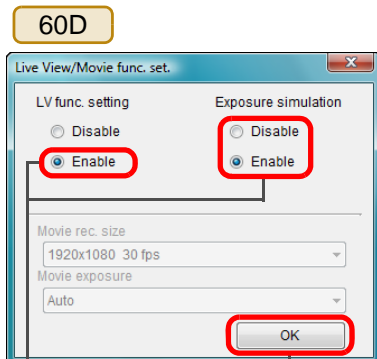 60D
Live View/Movie func. set.
LV func. setting
Exposure simulation
Disable
Disable
Enable
Enable
Movie rec. size
1920x1080 30 fps
Movie exposure
Auto
OK